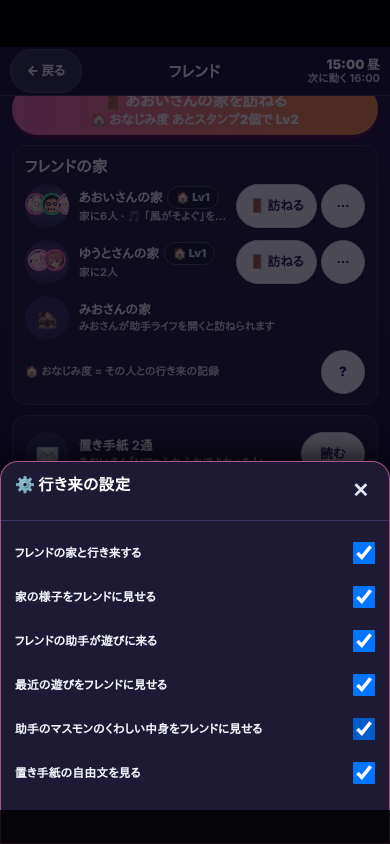 ← 戻る
フレンド
15:00 昼
次に動く 16:00
あおいさんの家を訪ねる
おなじみ度 あとスタンプ2個で Lv2
フレンドの家
あおいさんの家 Lv1
家に6人・🎵「風がそよぐ」を...
訪ねる
...
ゆうとさんの家 Lv1
家に2人
訪ねる
...
みおさんの家
みおさんが助手ライフを開くと訪ねられます
おなじみ度 = その人との行き来の記録
?
置き手紙 2通
読む
行き来の設定
×
フレンドの家と行き来する
家の様子をフレンドに見せる
フレンドの助手が遊びに来る
最近の遊びをフレンドに見せる
助手のマスモンのくわしい中身をフレンドに見せる
置き手紙の自由文を見る